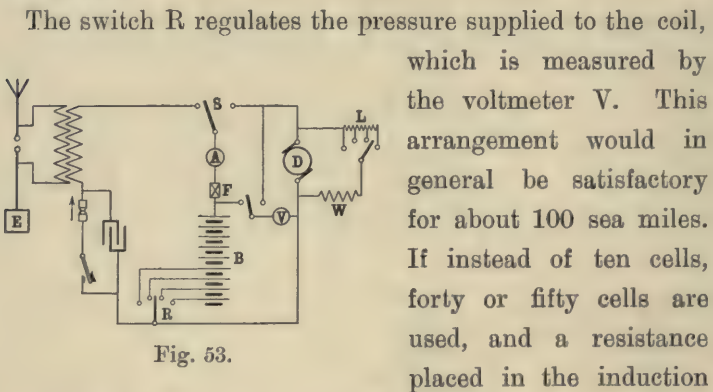 The switch R regulates the pressure supplied to the coil,
which is measured by
the voltmeter V. This
arrangement would in
general be satisfactory
for about 100 sea miles.
If instead of ten cells,
forty or fifty cells are
used, and a resistance
placed in the induction
S
L
A
D
F
W
E
V
B
R
Fig. 53.